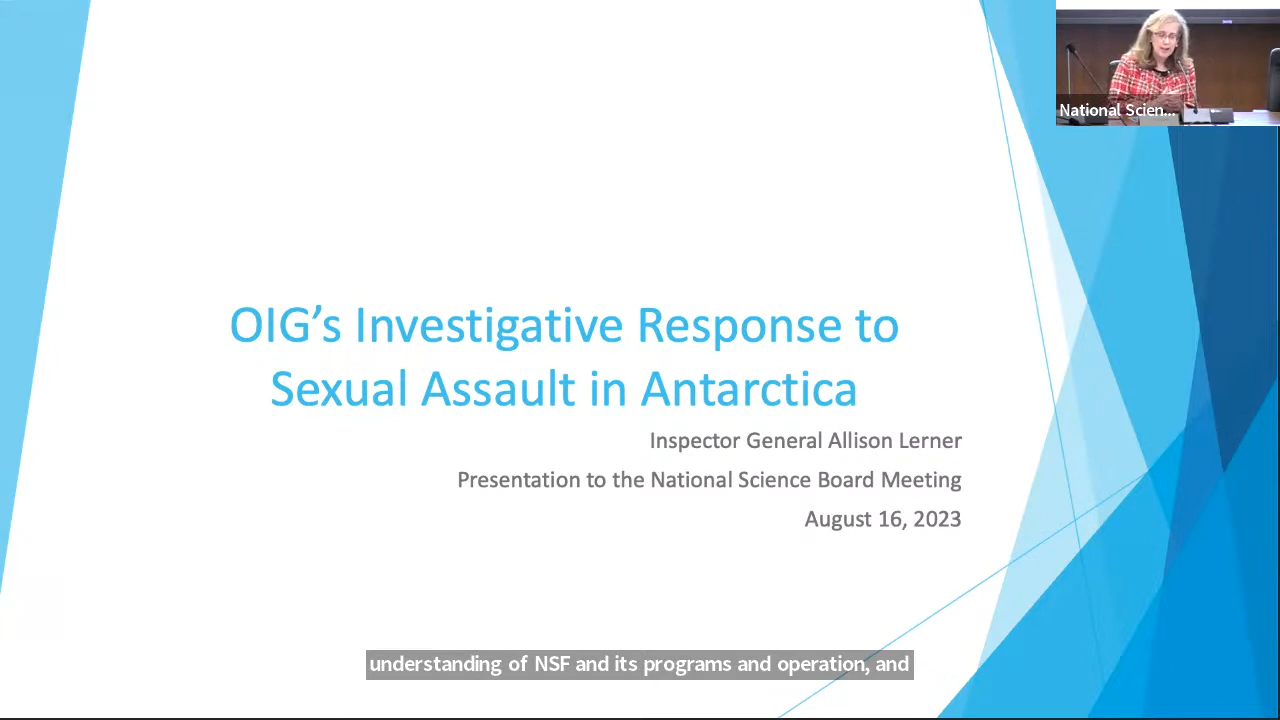 National Scien...
OIG's Investigative Response to
Sexual Assault in Antarctica
Inspector General Allison Lerner
Presentation to the National Science Board Meeting
August 16, 2023
understanding of NSF and its programs and operation, and